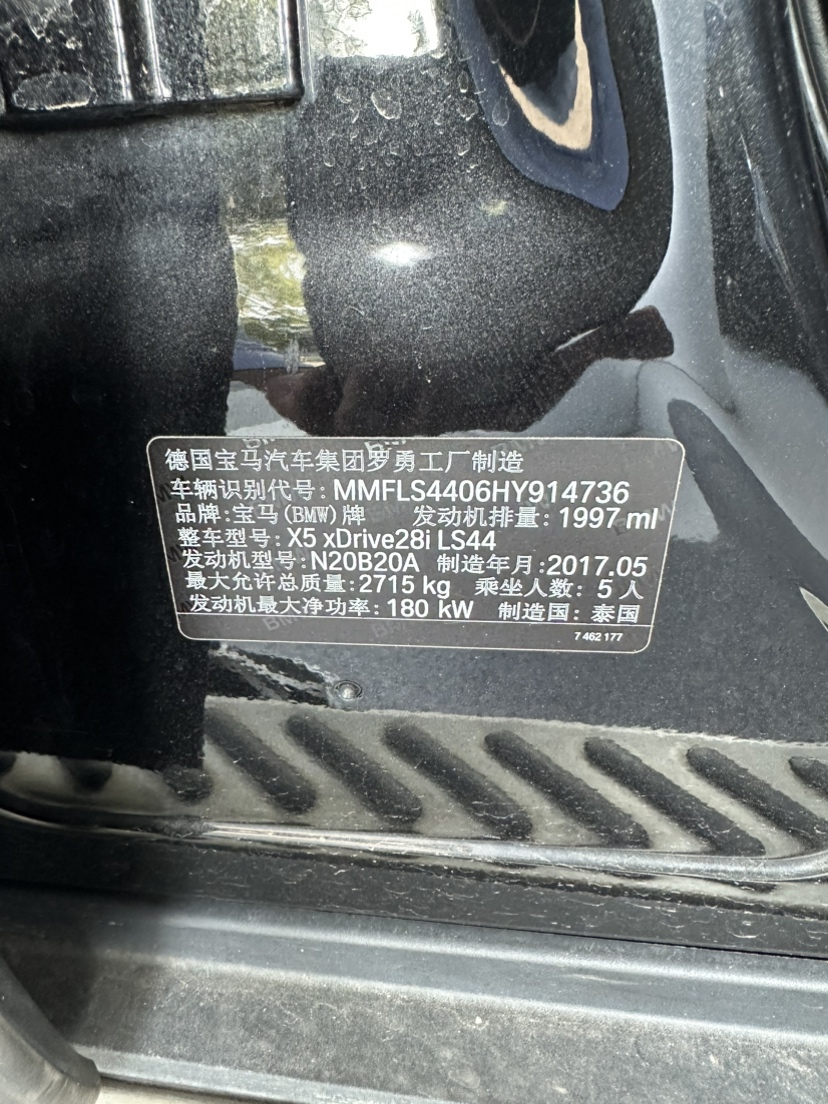 德国宝马汽车集团罗勇工厂制造
车辆识别代号: MMFLS4406HY914736
品牌:宝马(BMW)牌 发动机排量: 1997 ml
整车型号: X5 xDrive28i LS44
发动机型号: N20B20A 制造年月:2017.05
最大允许总质量: 2715 kg 乘坐人数: 5 人
发动机最大净功率: 180 kW 制造国: 泰国
7 462 177